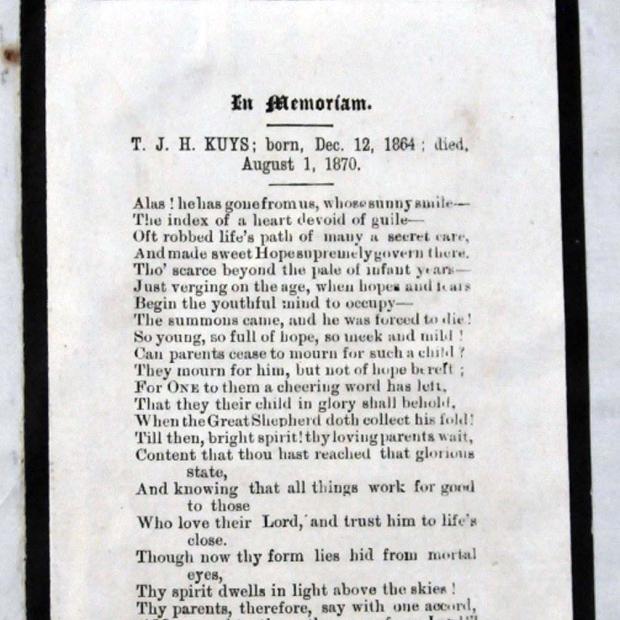 In Memoriam.
T. J. H. KUYS; born, Dec. 12, 1864; died,
August 1, 1870.
Alas! he has gone from us, whose sunny smile—
The index of a heart devoid of guile—
Oft robbed life's path of many a secret care,
And made sweet Hope supremely govern there.
Tho' scarce beyond the pale of infant years—
Just verging on the age, when hopes and fears
Begin the youthful mind to occupy—
The summons came, and he was forced to die!
So young, so full of hope, so meek and mild!
Can parents cease to mourn for such a child?
They mourn for him, but not of hope bereft;
For ONE to them a cheering word has left,
That they their child in glory shall behold,
When the Great Shepherd doth collect his fold!
Till then, bright spirit! thy loving parents wait,
Content that thou hast reached that glorious
state,
And knowing that all things work for good
to those
Who love their Lord, and trust him to life's
close.
Though now thy form lies hid from mortal
eyes,
Thy spirit dwells in light above the skies!
Thy parents, therefore, say with one accord,